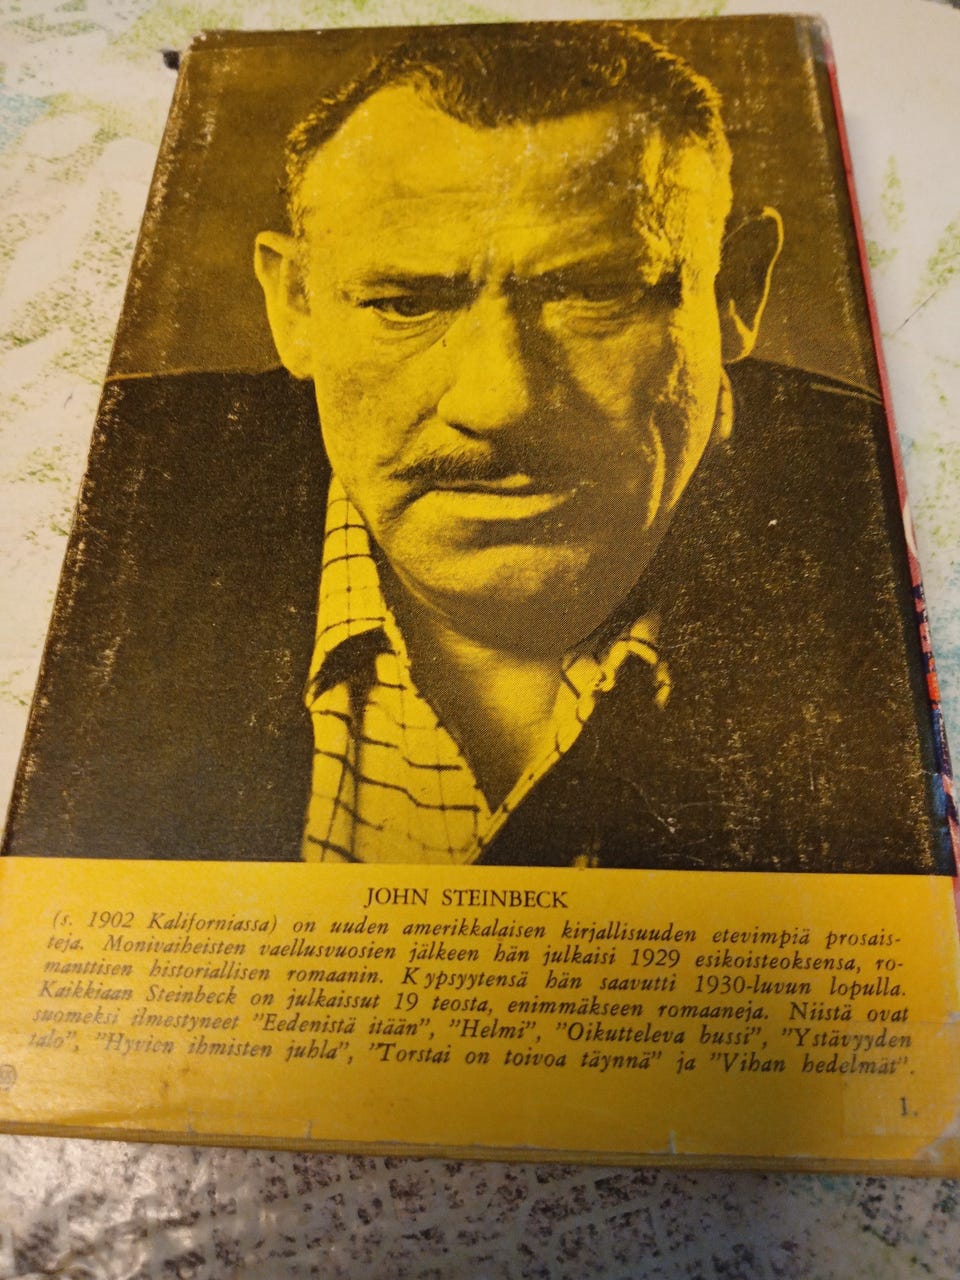 JOHN STEINBECK
(s. 1902 Kaliforniassa) on uuden amerikkalaisen kirjallisuuden etevimpiä prosais-
teja. Monivaiheisten vaellusvuosien jälkeen hän julkaisi 1929 esikoisteoksensa, ro-
manttisen historiallisen romaanin. Kypsyytensä hän saavutti 1930-luvun lopulla.
Kaikkiaan Steinbeck on julkaissut 19 teosta, enimmäkseen romaaneja. Niistä ovat
suomeksi ilmestyneet "Eedenistä itään", "Helmi", "Oikutteleva bussi", "Ystävyyden
talo", "Hyvien ihmisten juhla", "Torstai on toivoa täynnä" ja "Vihan hedelmät".
1.